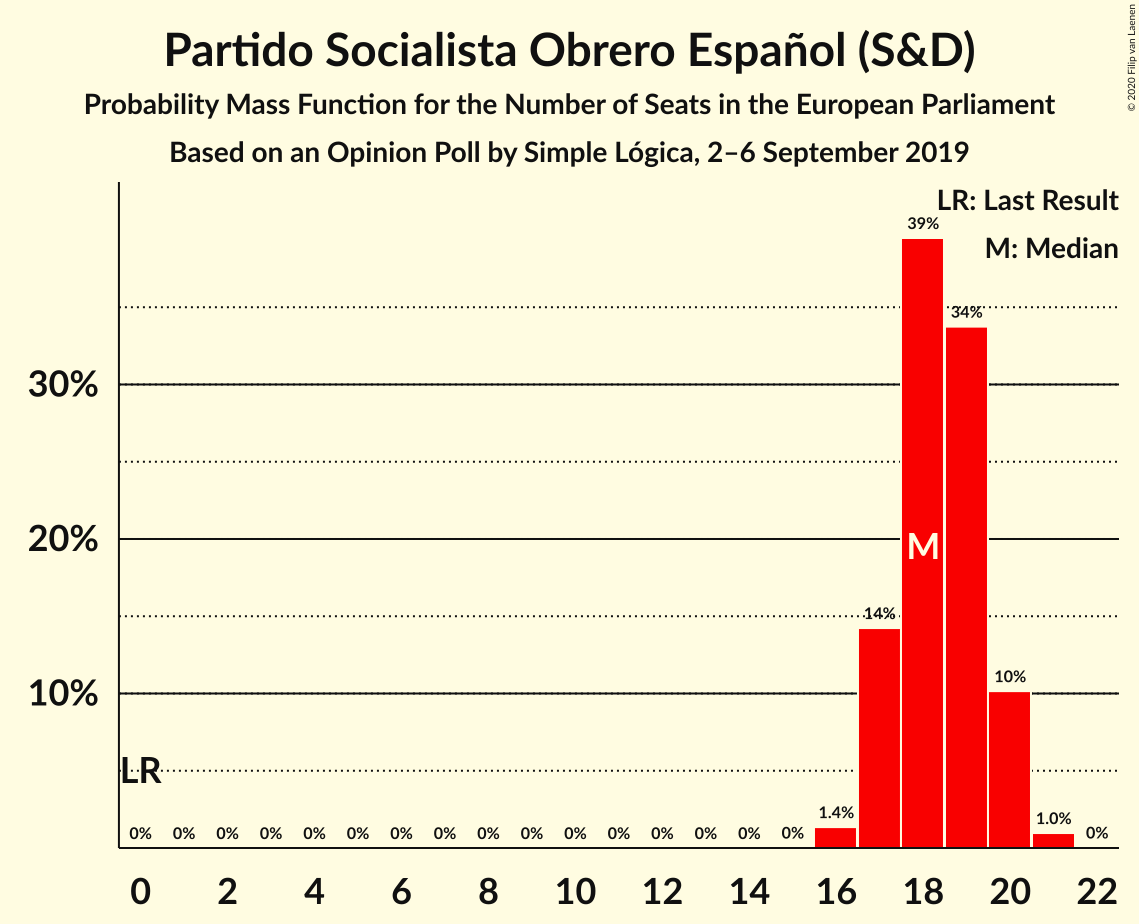 Partido Socialista Obrero Español (S&D)
Probability Mass Function for the Number of Seats in the European Parliament
Based on an Opinion Poll by Simple Lógica, 2–6 September 2019
© 2020 Filip van Laenen
LR: Last Result
M: Median
39%
34%
30%
20%
M
14%
10%
10%
LR
0% 0% 0% 0% 0% 0% 0% 0% 0% 0% 0% 0% 0% 0% 0% 0% 1.4% 1.0% 0%
0 2 4 6 8 10 12 14 16 18 20 22